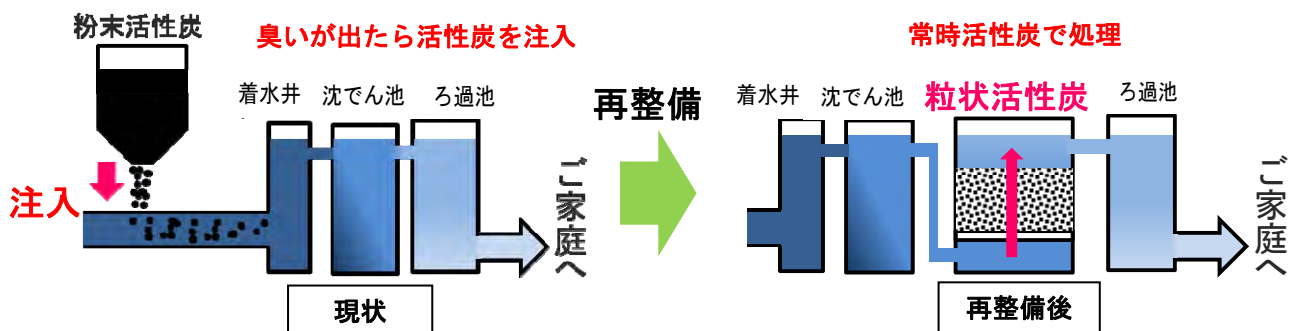 粉末活性炭
臭いが出たら活性炭を注入
着水井
沈でん池
ろ過池
注入
ご家庭へ
現状
再整備
常時活性炭で処理
着水井
沈でん池
粒状活性炭
ろ過池
ご家庭へ
再整備後